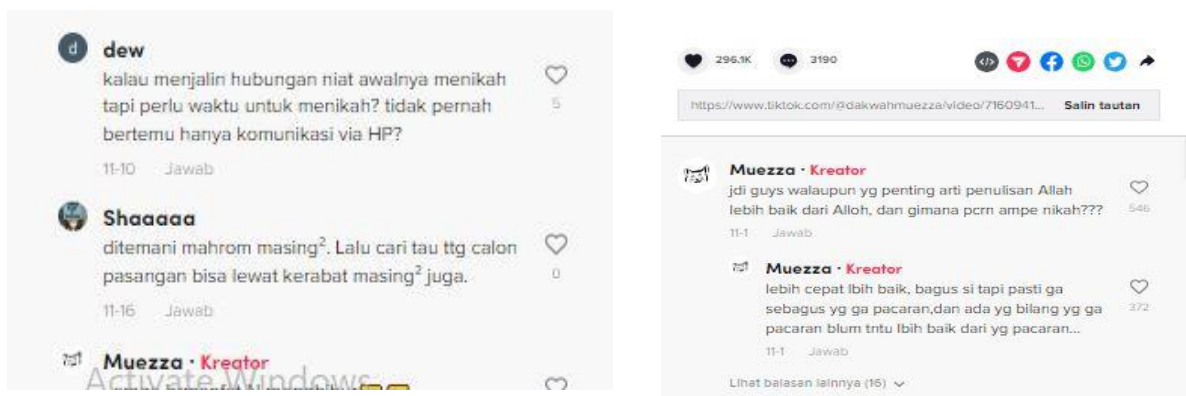 d
dew
kalau menjalin hubungan niat awalnya menikah
tapi perlu waktu untuk menikah? tidak pernah
bertemu hanya komunikasi via HP?
5
11-10 Jawab
Shaaaaa
ditemani mahrom masing². Lalu cari tau ttg calon
pasangan bisa lewat kerabat masing² juga.
0
11-16 Jawab
Muezza · Kreator
Activate Windows
296.1K 3190
https://www.tiktok.com/@dakwahmuezza/video/7160941... Salin tautan
Muezza · Kreator
jdi guys walaupun yg penting arti penulisan Allah
lebih baik dari Alloh, dan gimana pcrn ampe nikah???
546
11-1 Jawab
Muezza · Kreator
lebih cepat lbih baik, bagus si tapi pasti ga
sebagus yg ga pacaran,dan ada yg bilang yg ga
pacaran blum tntu lbih baik dari yg pacaran...
372
11-1 Jawab
Lihat balasan lainnya (16)